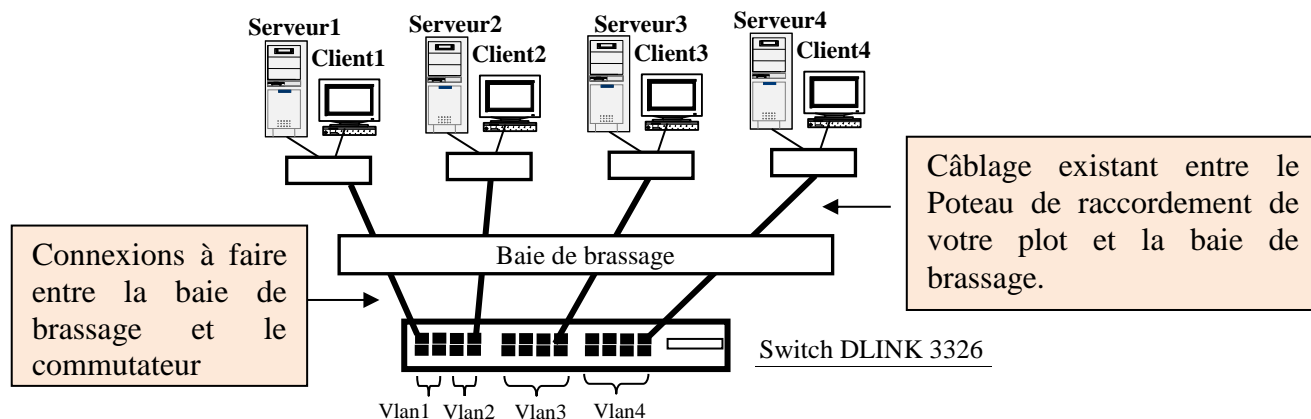 Serveur1
Serveur2
Serveur3
Serveur4
Client1
Client2
Client3
Client4
Câblage existant entre le
Poteau de raccordement de
votre plot et la baie de
brassage.
Connexions à faire
entre la baie de
brassage et le
commutateur
Baie de brassage
Switch DLINK 3326
Vlan1
Vlan2
Vlan3
Vlan4